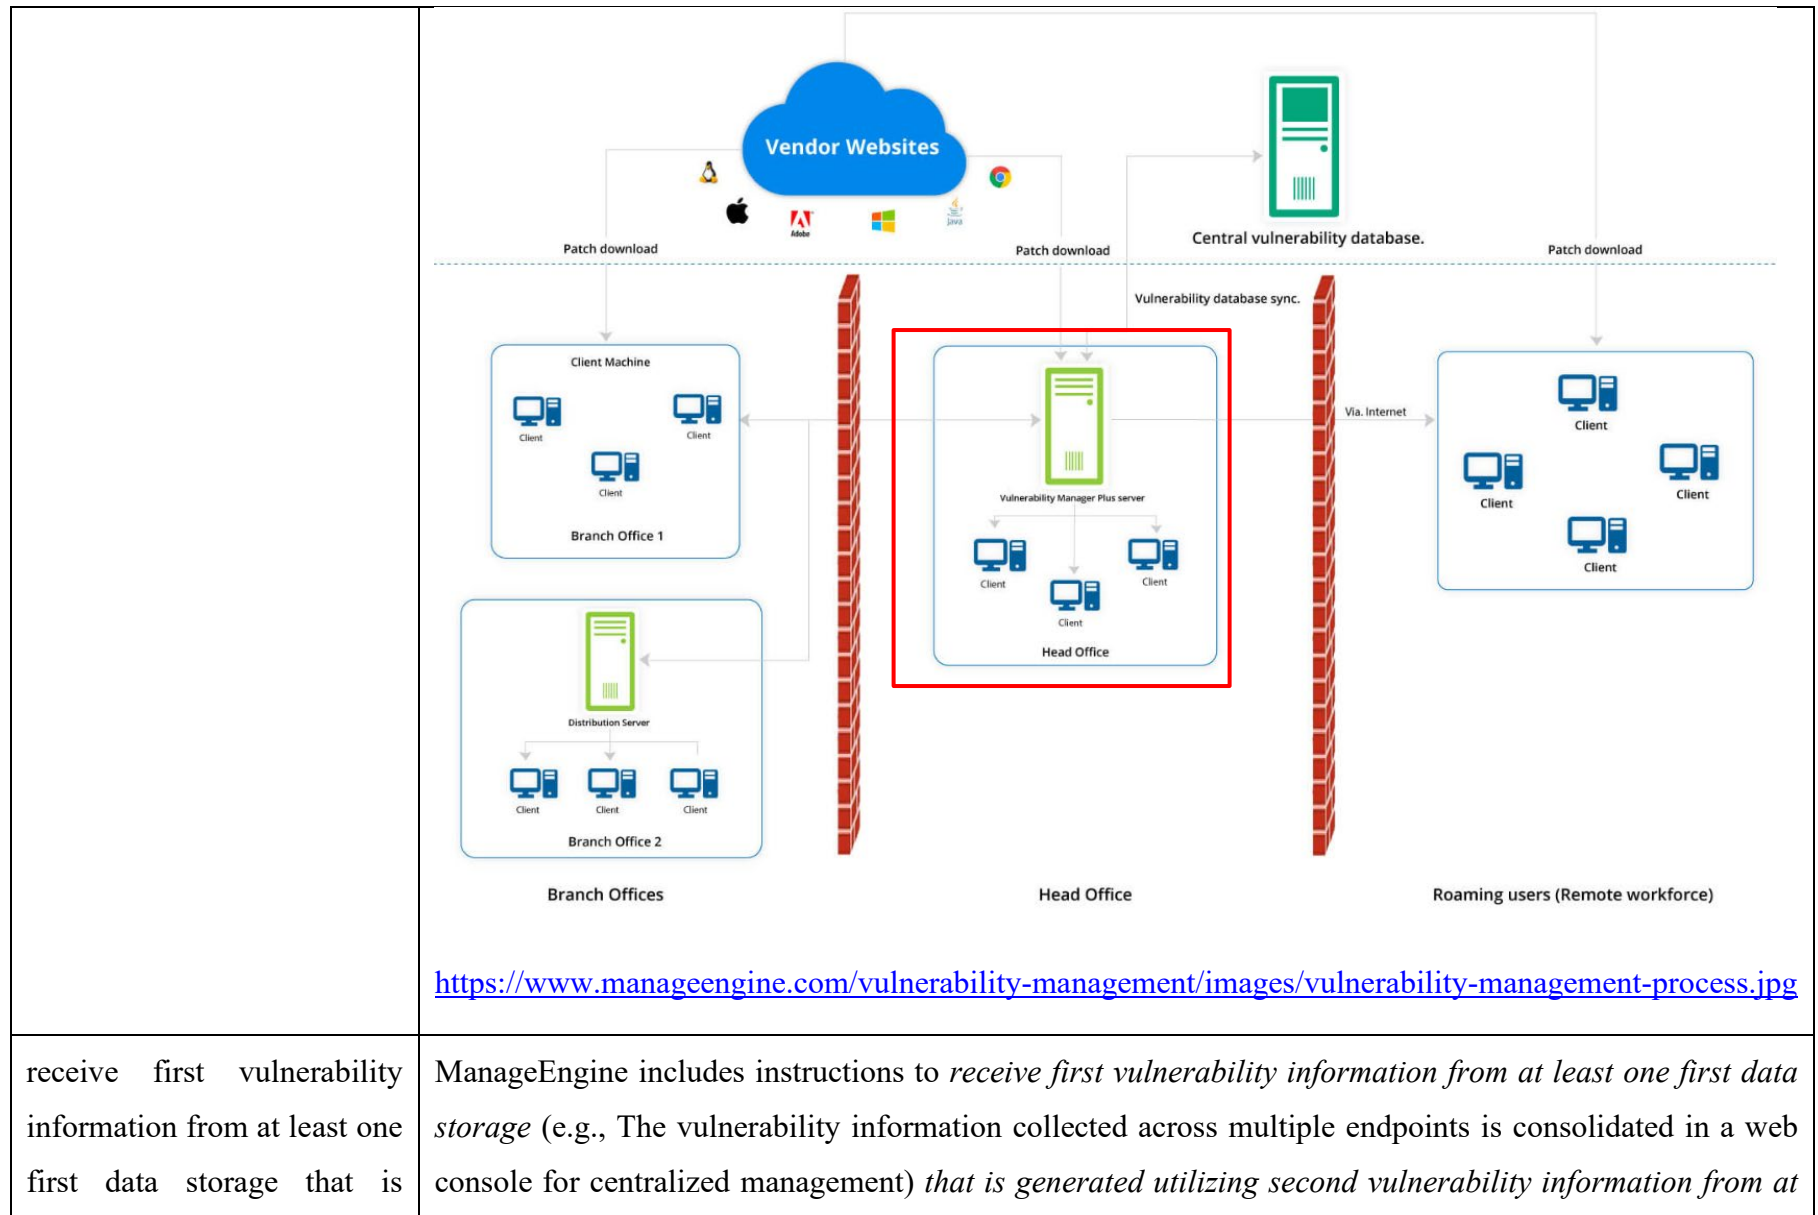 Vendor Websites
Adobe
Java
Central vulnerability database.
Patch download
Patch download
Patch download
Vulnerability database sync.
Client Machine
Client
Client
Client
Branch Office 1
Vulnerability Manager Plus server
Client
Client
Client
Head Office
Via. Internet
Client
Client
Client
Client
Distribution Server
Client
Client
Client
Branch Office 2
Branch Offices
Head Office
Roaming users (Remote workforce)
https://www.manageengine.com/vulnerability-management/images/vulnerability-management-process.jpg
receive first vulnerability
information from at least one
first data storage that is
ManageEngine includes instructions to receive first vulnerability information from at least one first data
storage (e.g., The vulnerability information collected across multiple endpoints is consolidated in a web
console for centralized management) that is generated utilizing second vulnerability information from at